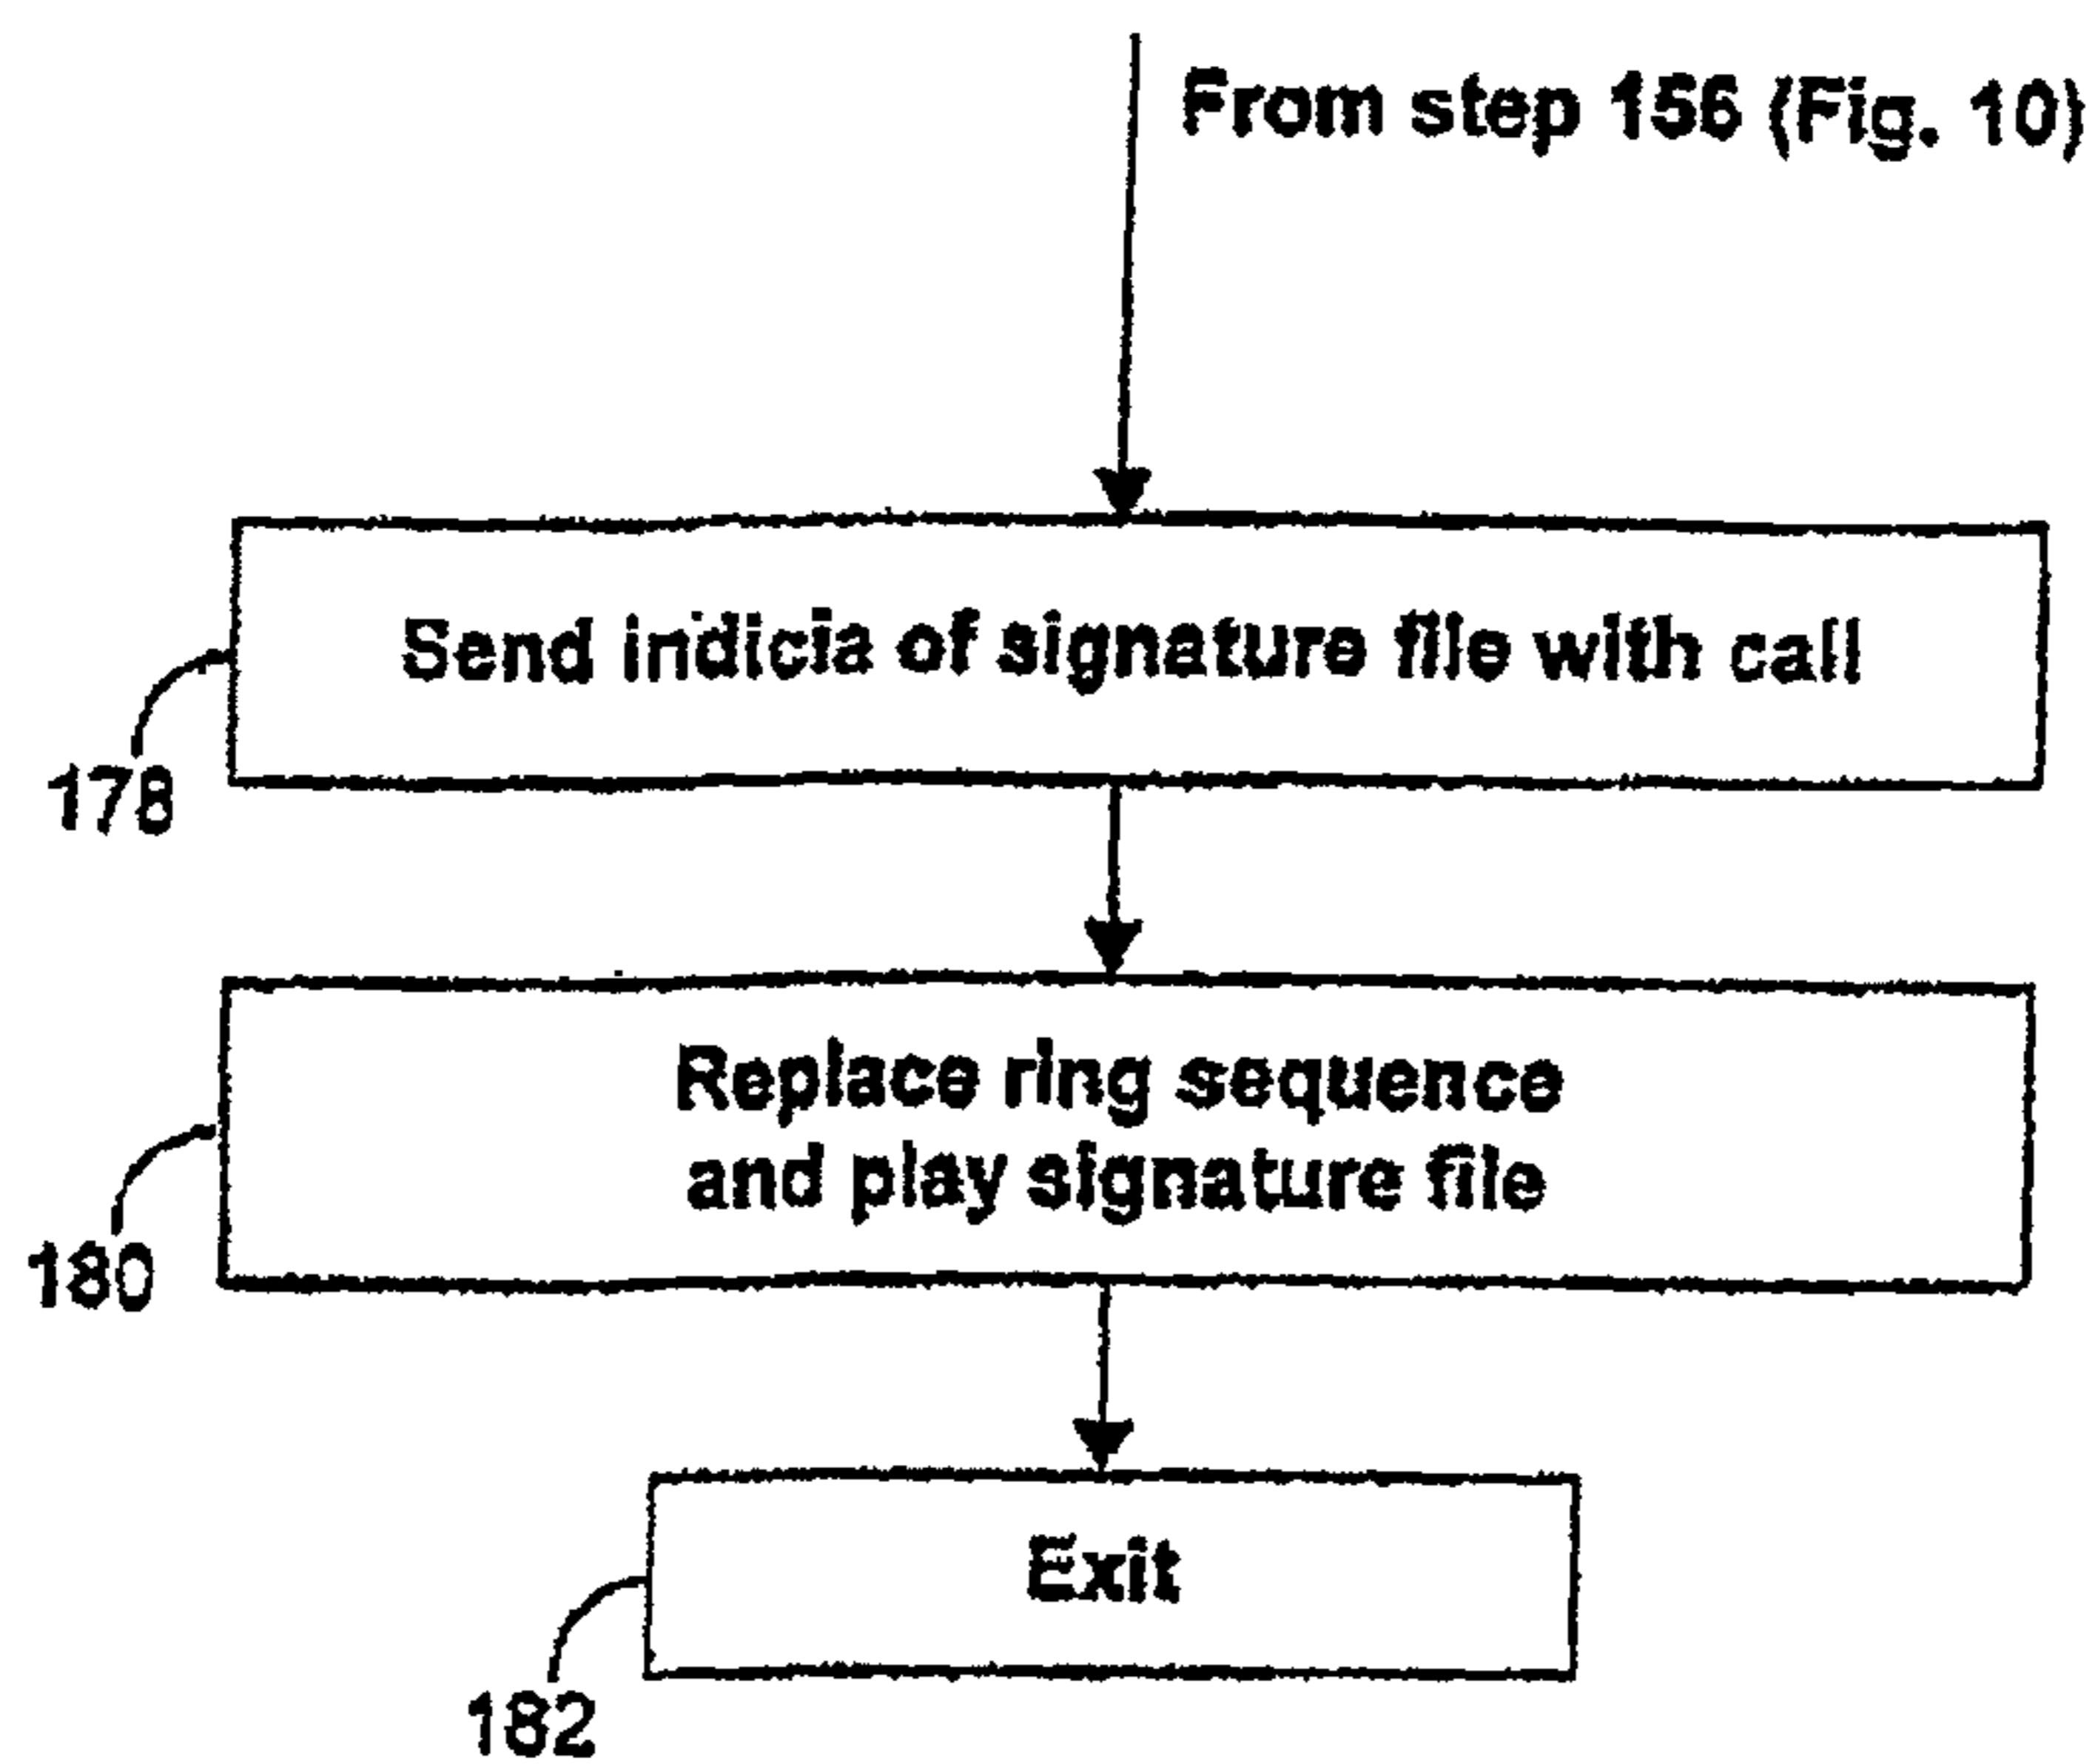 From step 156 (Fig. 10)
Send indicia of signature file with call
178
Replace ring sequence
and play signature file
180
Exit
182